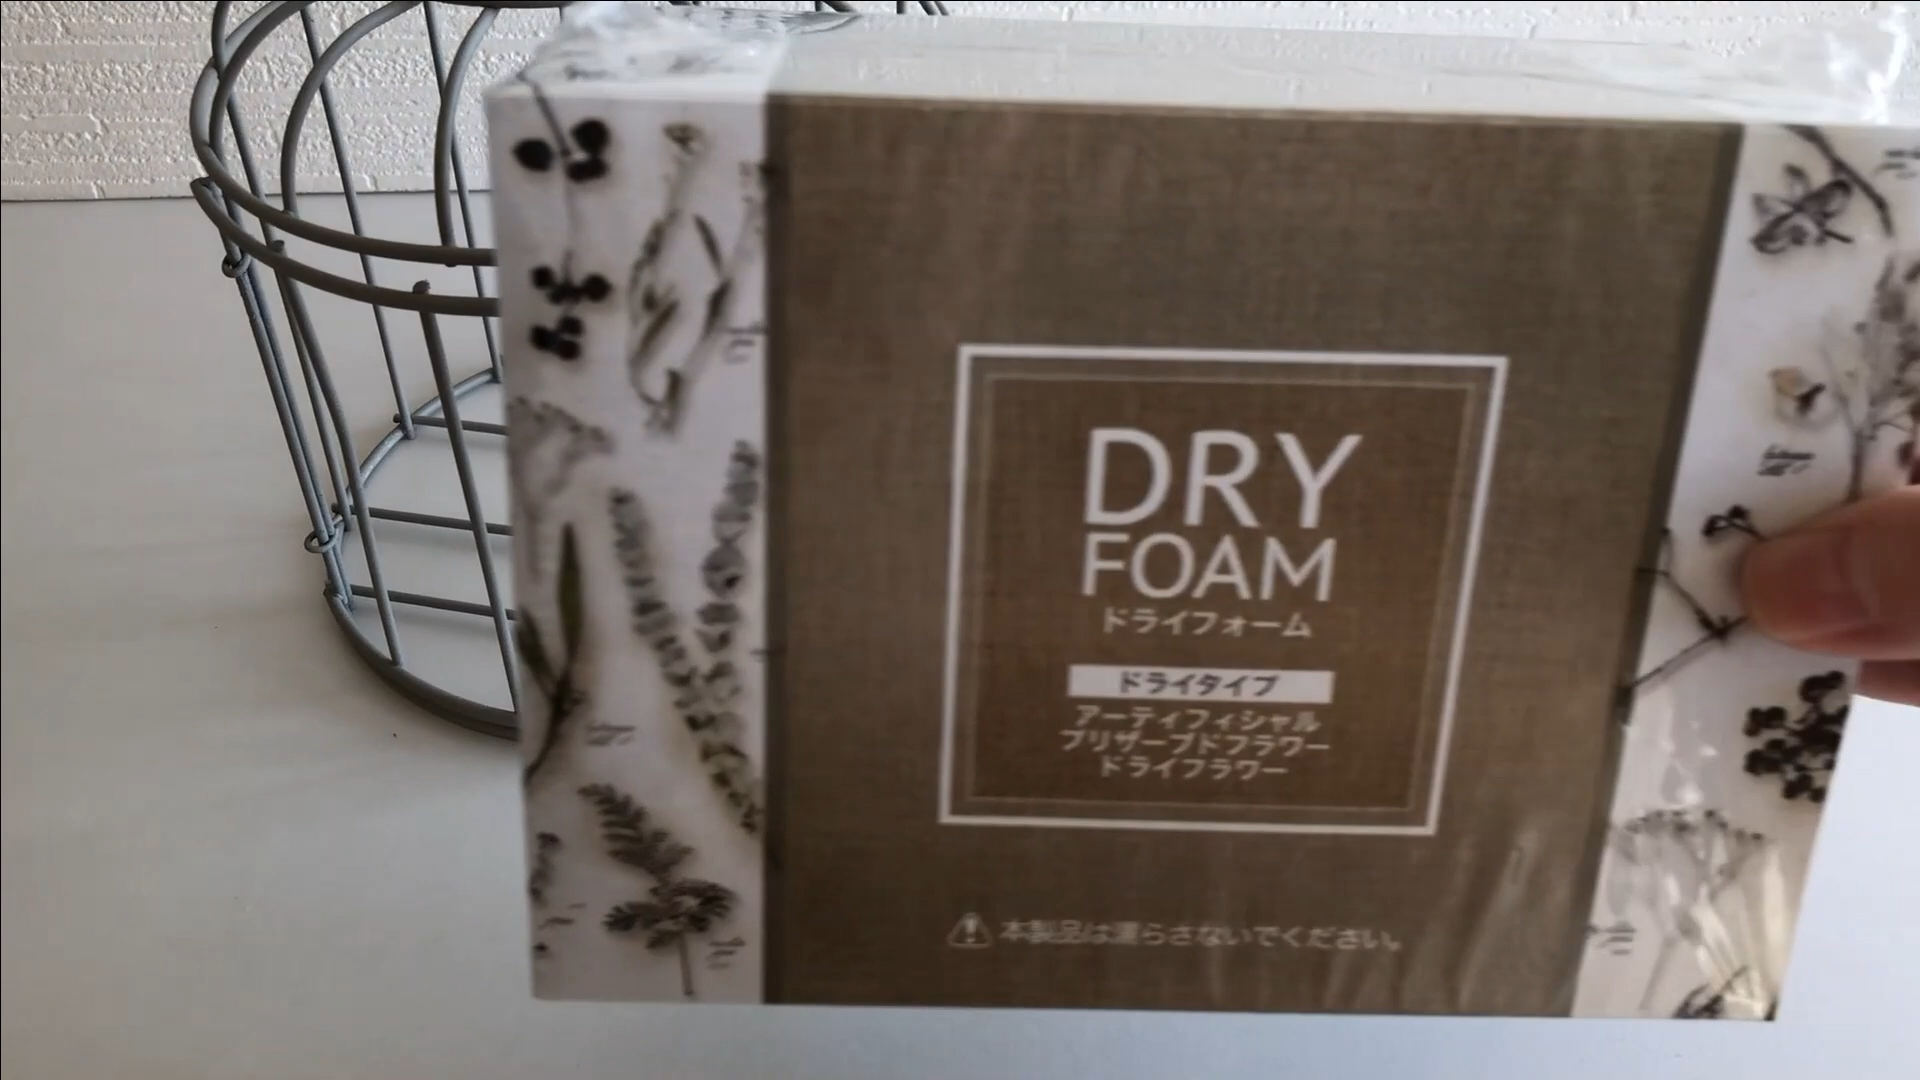 DRY
FOAM
ドライフォーム
ドライタイプ
アーティフィシャル
プリザーブドフラワー
ドライフラワー
本製品は濡らさないでください。